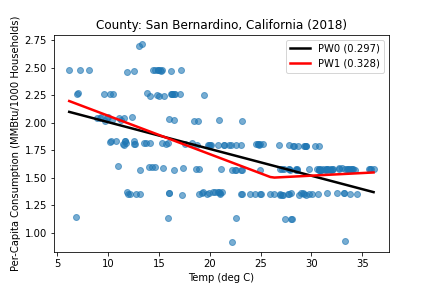 County: San Bernardino, California (2018)
PW0 (0.297)
PW1 (0.328)
Per-Capita Consumption (MMBtu/1000 Households)
2.75
2.50
2.25
2.00
1.75
1.50
1.25
1.00
5 10 15 20 25 30 35
Temp (deg C)